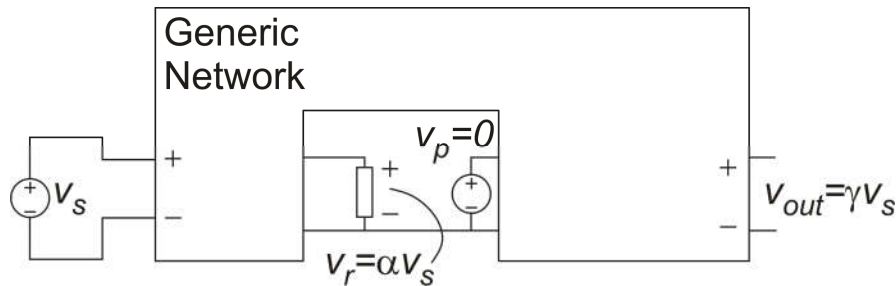 Generic
Network
v_p=0
+
+
+
+
+
v_s
v_out=γv_s
−
−
−
−
−
v_r=αv_s